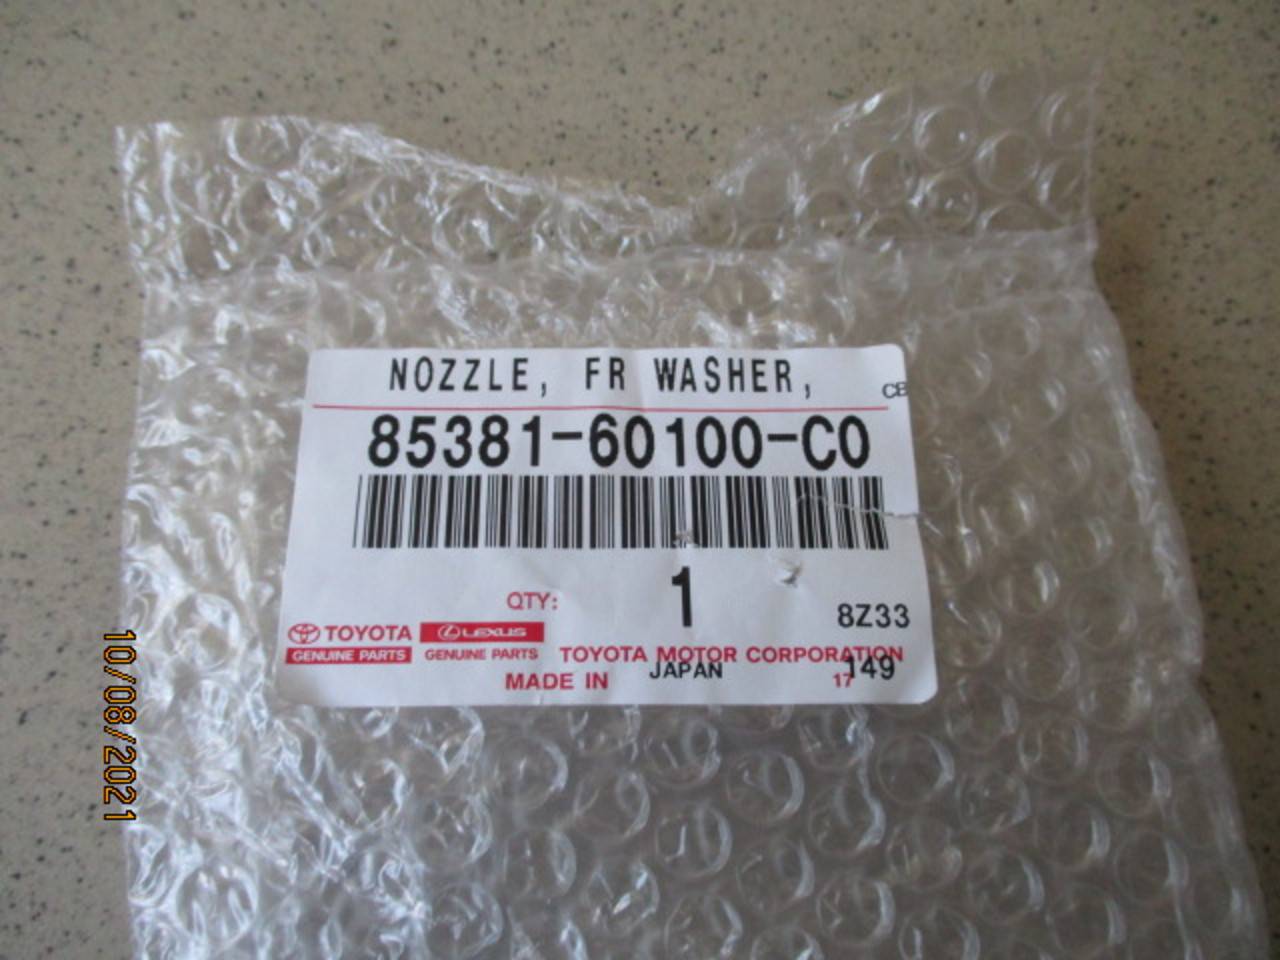 NOZZLE, FR WASHER,
CB
85381-60100-C0
QTY: 1
8Z33
TOYOTA LEXUS
GENUINE PARTS GENUINE PARTS TOYOTA MOTOR CORPORATION
MADE IN JAPAN 17 149
10/08/2021